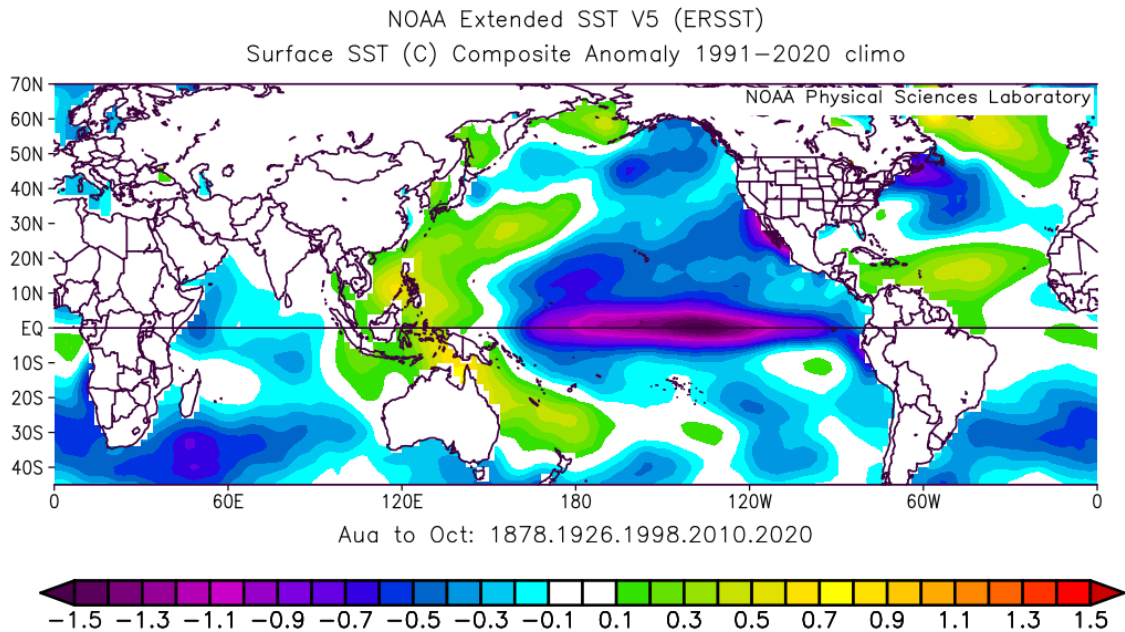 NOAA Extended SST V5 (ERSST)
Surface SST (C) Composite Anomaly 1991-2020 climo
70N
NOAA Physical Sciences Laboratory
60N
50N
40N
30N
20N
10N
EQ
10S
20S
30S
40S
0 60E 120E 180 120W 60W 0
Aug to Oct: 1878,1926,1998,2010,2020
-1.5 -1.3 -1.1 -0.9 -0.7 -0.5 -0.3 -0.1 0.1 0.3 0.5 0.7 0.9 1.1 1.3 1.5